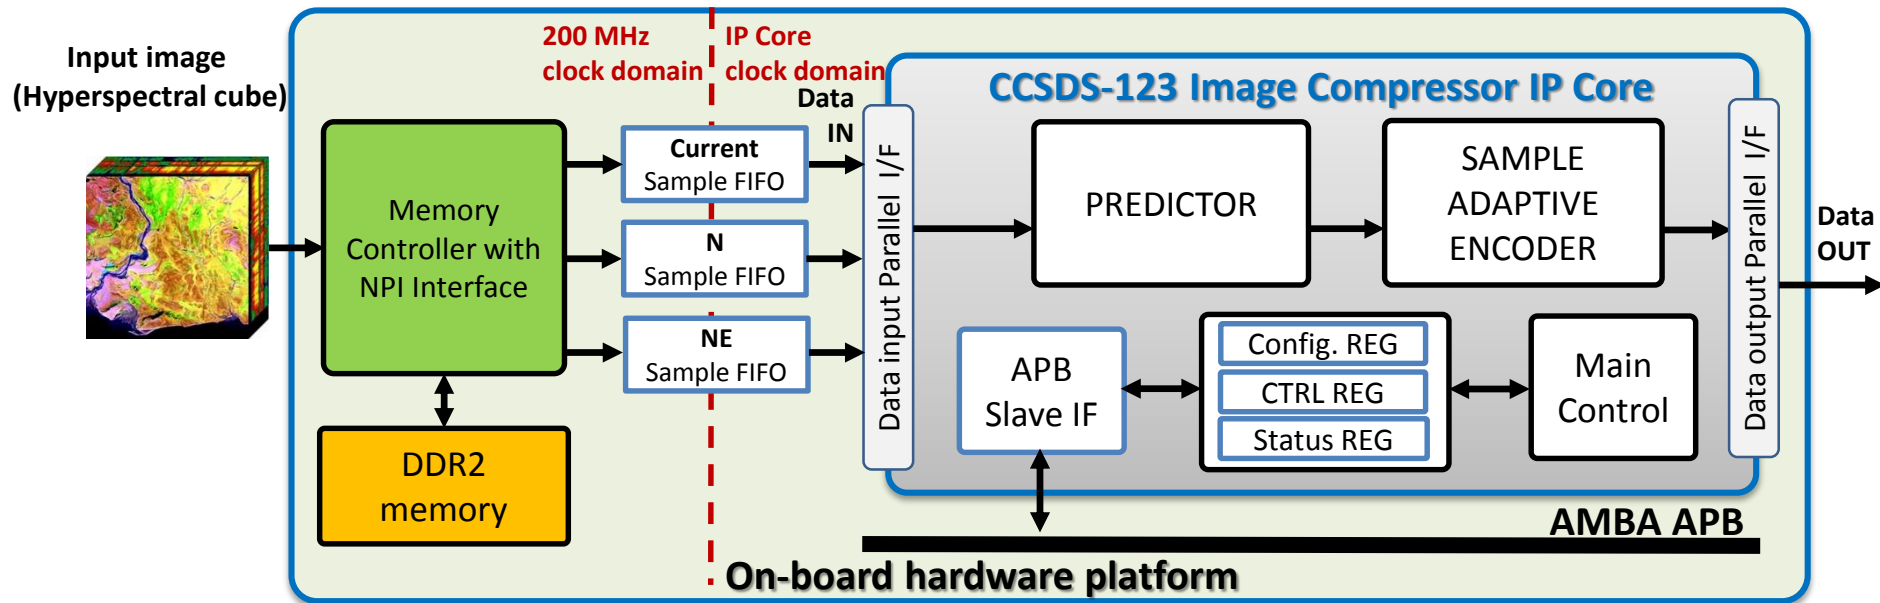 Input image
(Hyperspectral cube)
200 MHz
clock domain
IP Core
clock domain
Data
IN
Memory
Controller with
NPI Interface
DDR2
memory
Current
Sample FIFO
N
Sample FIFO
NE
Sample FIFO
Data input Parallel I/F
CCSDS-123 Image Compressor IP Core
PREDICTOR
SAMPLE
ADAPTIVE
ENCODER
APB
Slave IF
Config. REG
CTRL REG
Status REG
Main
Control
Data output Parallel I/F
Data
OUT
AMBA APB
On-board hardware platform